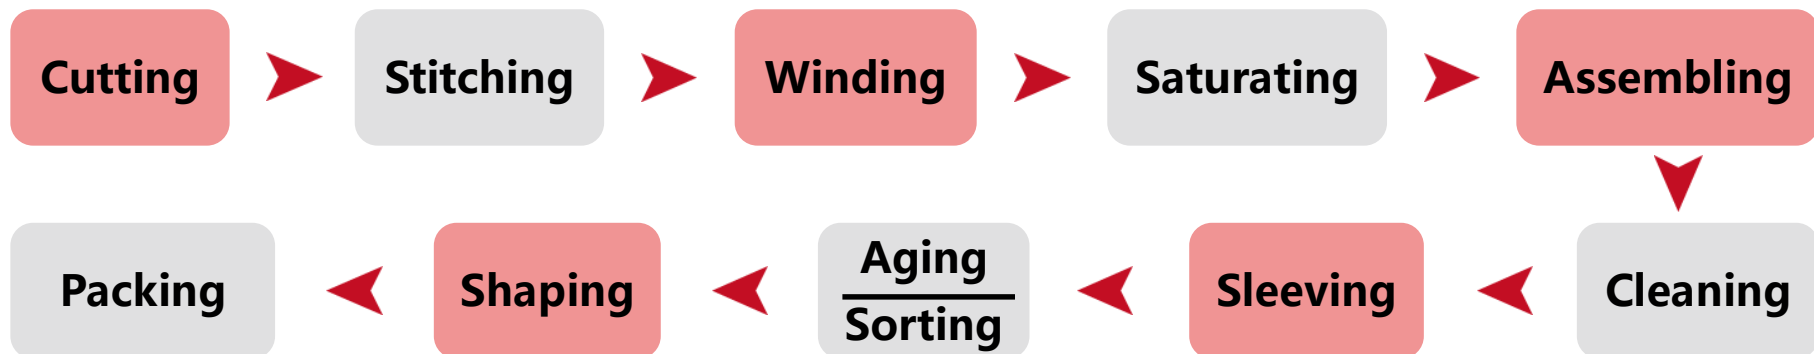 Cutting
Stitching
Winding
Saturating
Assembling
Cleaning
Sleeving
Aging
Sorting
Shaping
Packing